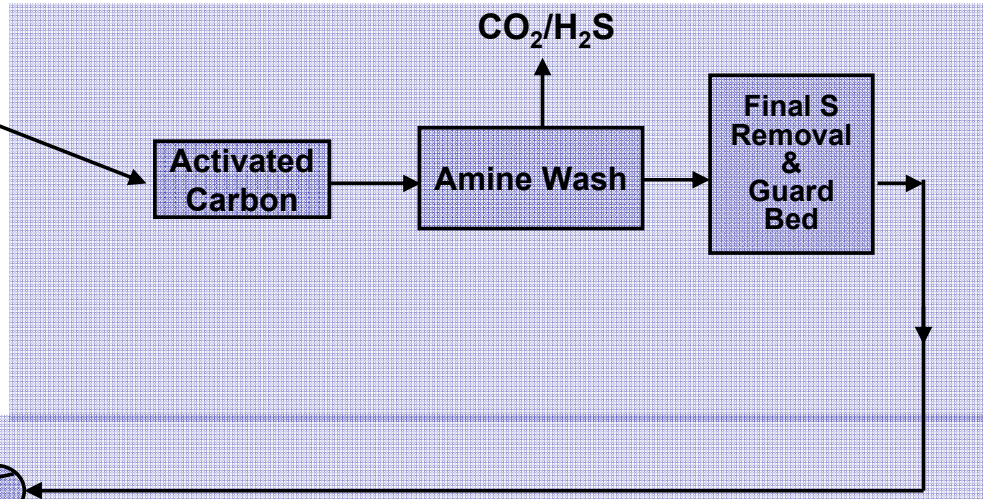 CO₂/H₂S
Activated
Carbon
Amine Wash
Final S
Removal
&
Guard
Bed